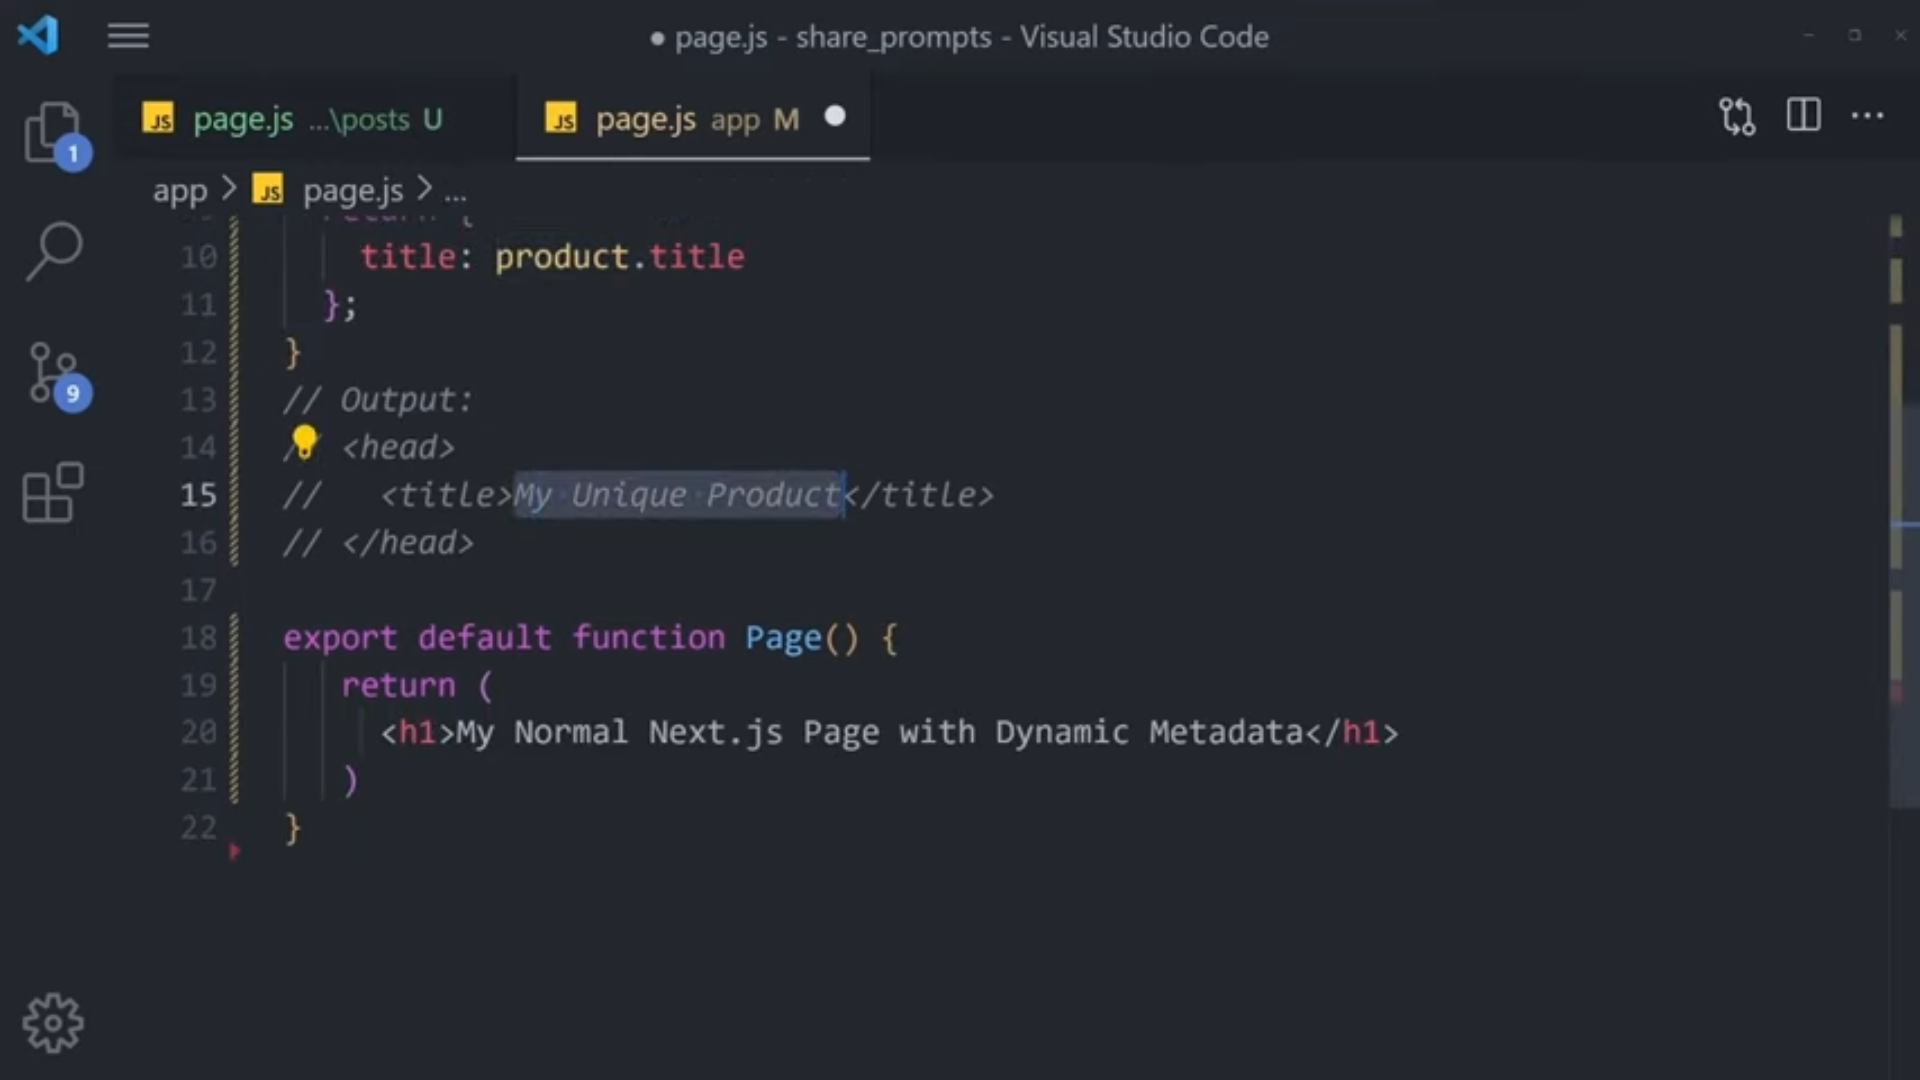 ● page.js - share_prompts - Visual Studio Code
JS page.js ...\posts U
JS page.js app M
1
app > JS page.js > ...
10 title: product.title
11 };
12 }
13 // Output:
14 // <head>
15 //   <title>My Unique Product</title>
16 // </head>
17
18 export default function Page() {
19 return (
20 <h1>My Normal Next.js Page with Dynamic Metadata</h1>
21 )
22 }
9